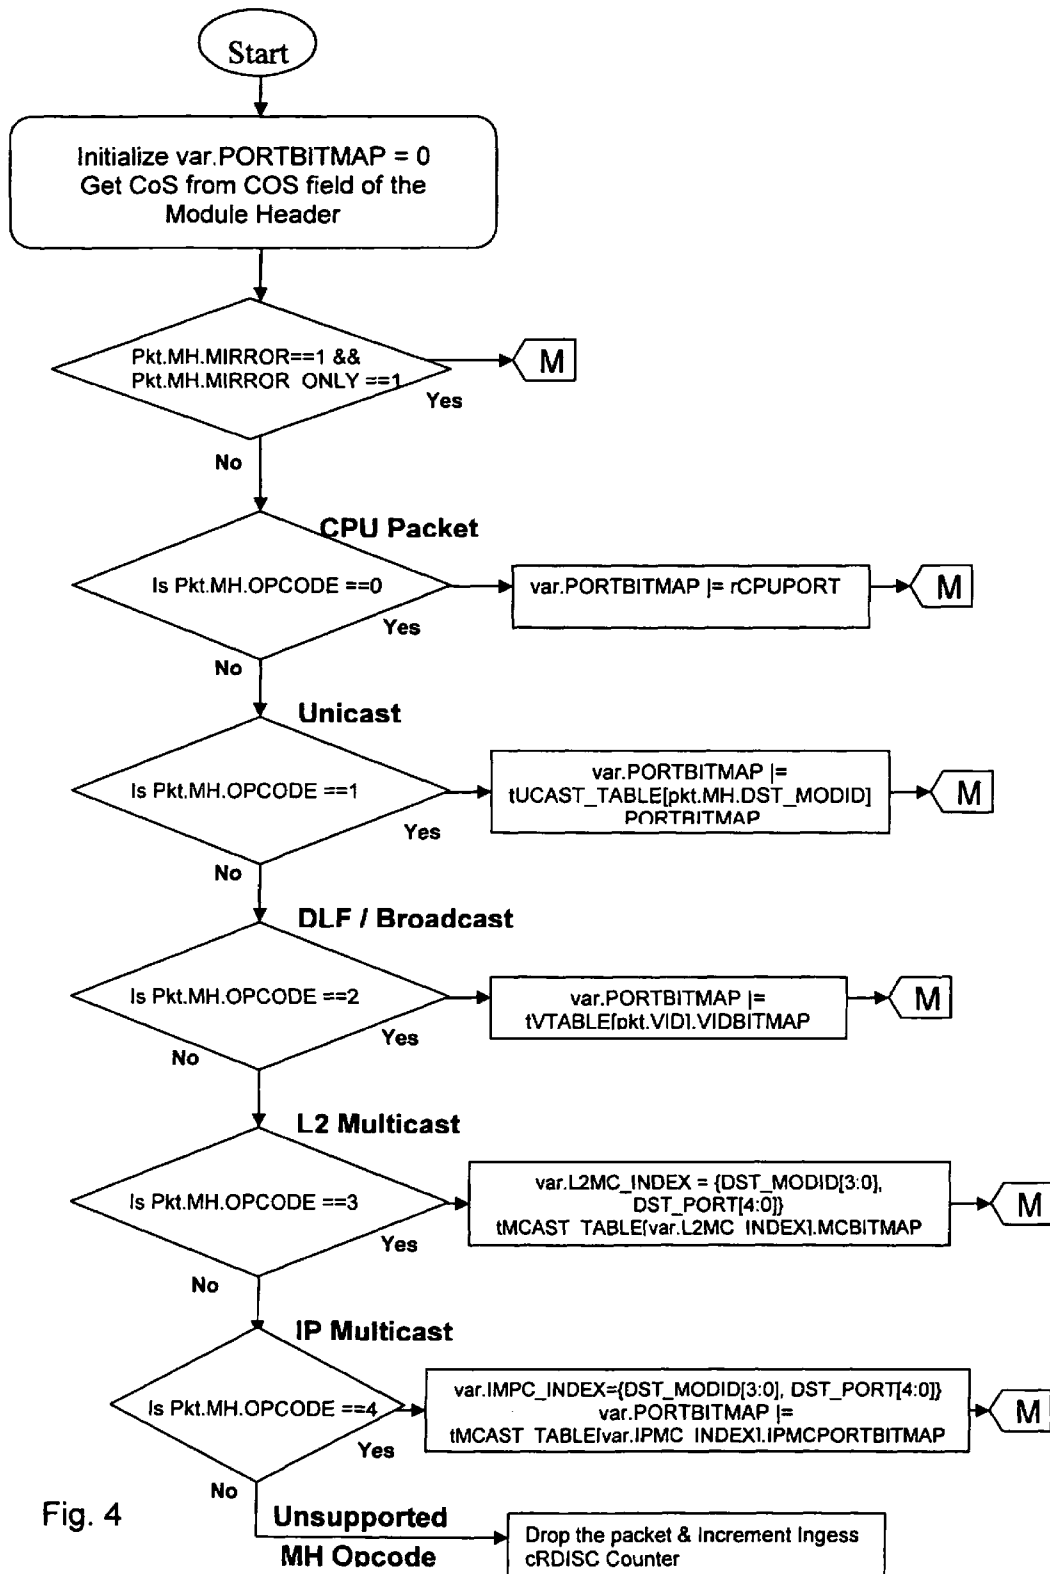 Start
Initialize var.PORTBITMAP = 0
Get CoS from COS field of the
Module Header
Pkt.MH.MIRROR==1 &&
Pkt.MH.MIRROR_ONLY ==1
Yes
M
No
CPU Packet
Is Pkt.MH.OPCODE ==0
Yes
var.PORTBITMAP |= rCPUPORT
M
No
Unicast
Is Pkt.MH.OPCODE ==1
Yes
var.PORTBITMAP |=
tUCAST_TABLE[pkt.MH.DST_MODID]
PORTBITMAP
M
No
DLF / Broadcast
Is Pkt.MH.OPCODE ==2
Yes
var.PORTBITMAP |=
tVTABLE[pkt.VID].VIDBITMAP
M
No
L2 Multicast
Is Pkt.MH.OPCODE ==3
Yes
var.L2MC_INDEX = {DST_MODID[3:0],
DST_PORT[4:0]}
tMCAST_TABLE[var.L2MC_INDEX].MCBITMAP
M
No
IP Multicast
Is Pkt.MH.OPCODE ==4
Yes
var.IMPC_INDEX={DST_MODID[3:0], DST_PORT[4:0]}
var.PORTBITMAP |=
tMCAST_TABLE[var.IPMC_INDEX].IPMCPORTBITMAP
M
No
Fig. 4
Unsupported
MH Opcode
Drop the packet & Increment Ingess
cRDISC Counter